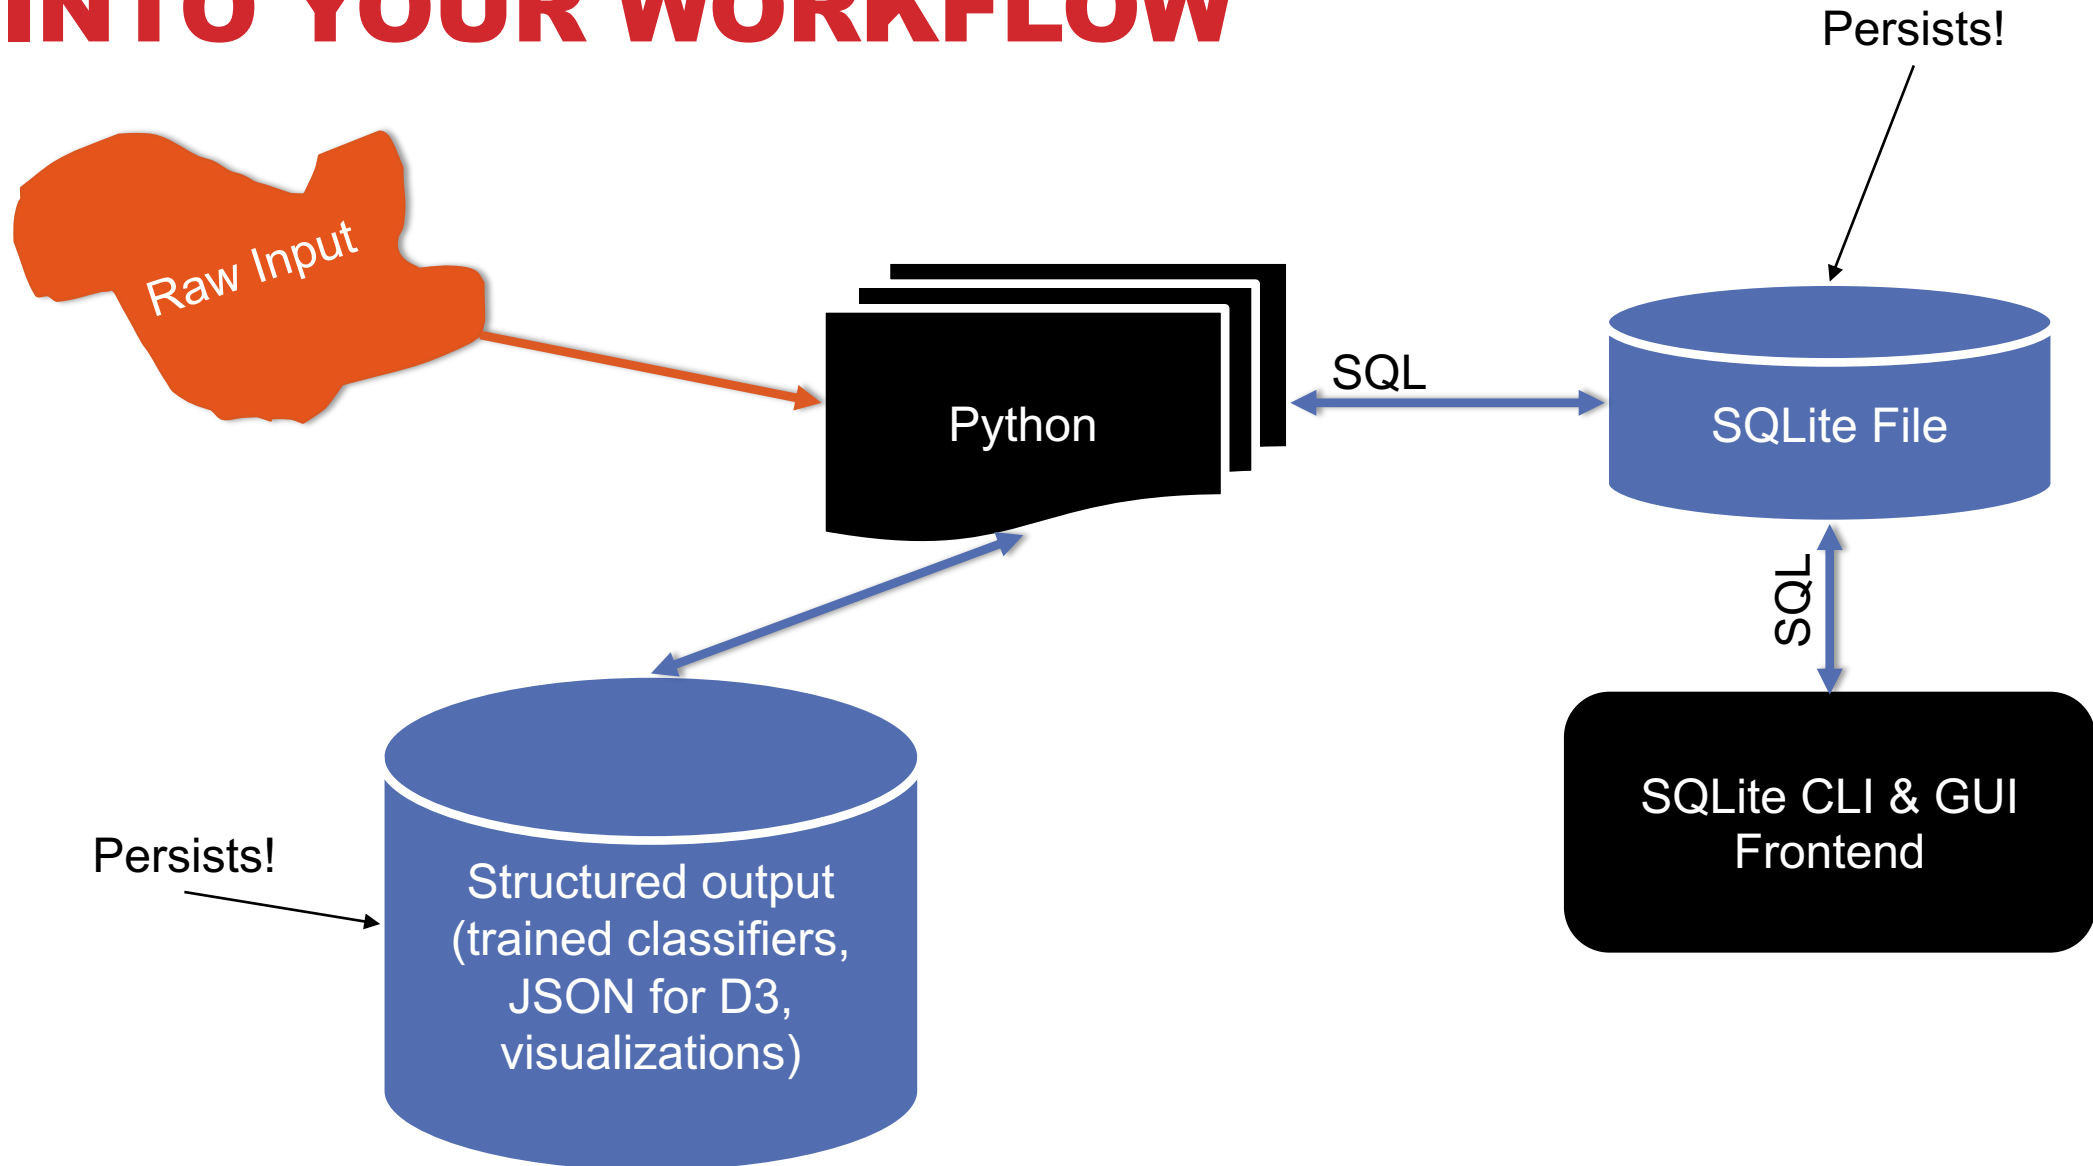 INTO YOUR WORKFLOW
Persists!
Raw Input
Python
SQL
SQLite File
SQL
SQLite CLI & GUI
Frontend
Persists!
Structured output
(trained classifiers,
JSON for D3,
visualizations)